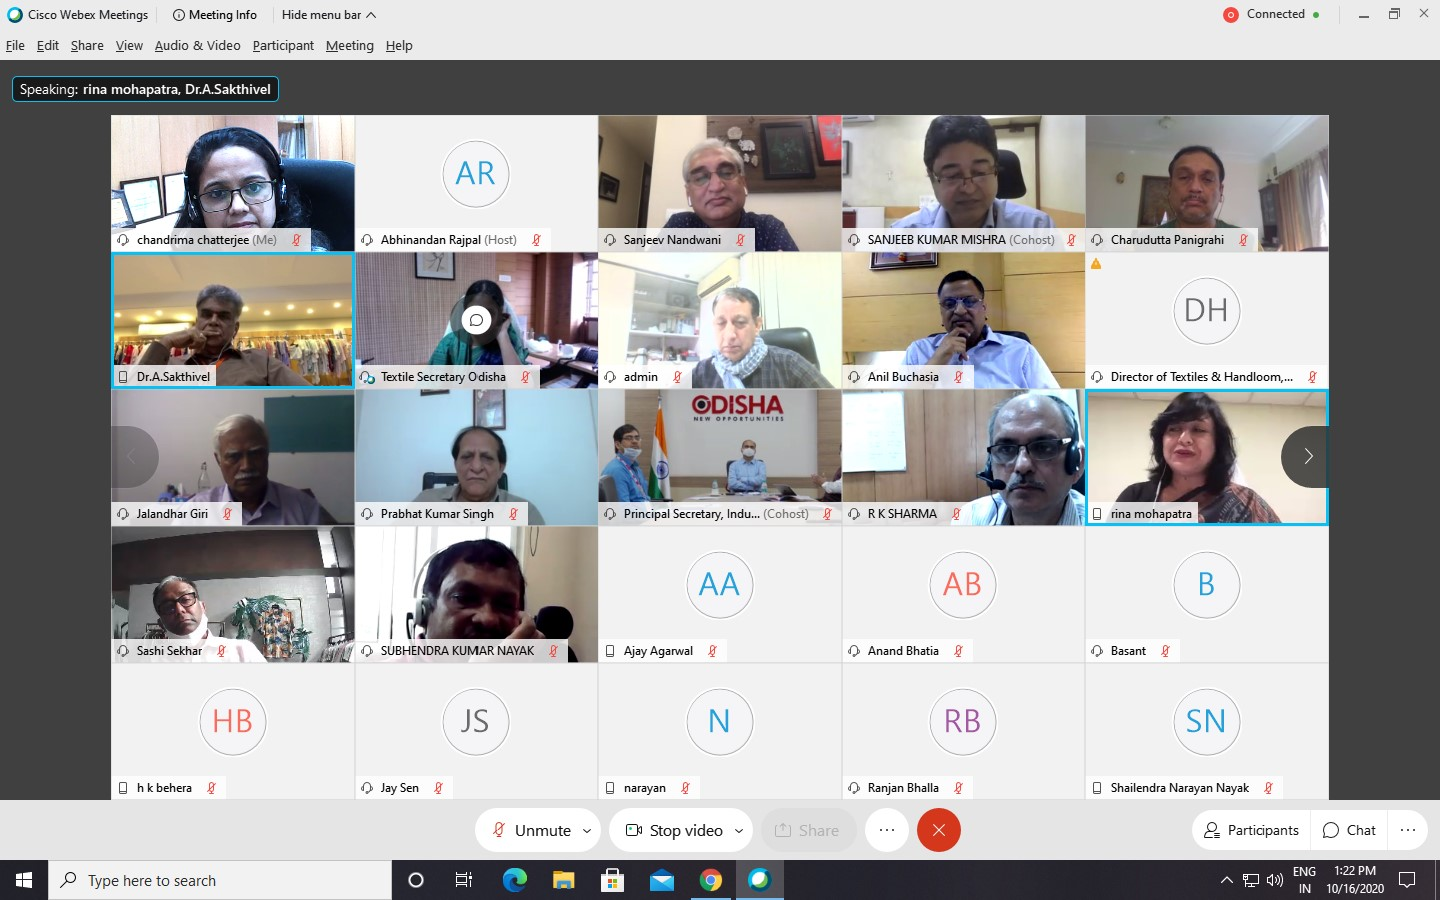 Cisco Webex Meetings
Meeting Info
Hide menu bar
Connected
File Edit Share View Audio & Video Participant Meeting Help
Speaking: rina mohapatra, Dr.A.Sakthivel
chandrima chatterjee (Me)
AR
Abhinandan Rajpal (Host)
Sanjeev Nandwani
SANJEEB KUMAR MISHRA (Cohost)
Charudutta Panigrahi
Dr.A.Sakthivel
Textile Secretary Odisha
admin
Anil Buchasia
DH
Director of Textiles & Handloom,...
Jalandhar Giri
Prabhat Kumar Singh
ODISHA
NEW OPPORTUNITIES
Principal Secretary, Indu... (Cohost)
R K SHARMA
rina mohapatra
Sashi Sekhar
SUBHENDRA KUMAR NAYAK
AA
Ajay Agarwal
AB
Anand Bhatia
B
Basant
HB
h k behera
JS
Jay Sen
N
narayan
RB
Ranjan Bhalla
SN
Shailendra Narayan Nayak
Unmute
Stop video
Share
Participants
Chat
Type here to search
ENG
IN
1:22 PM
10/16/2020